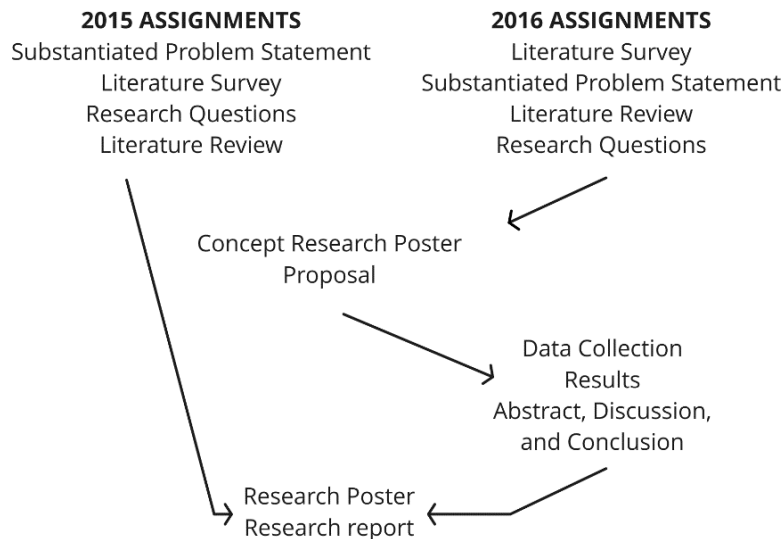 2015 ASSIGNMENTS
Substantiated Problem Statement
Literature Survey
Research Questions
Literature Review
2016 ASSIGNMENTS
Literature Survey
Substantiated Problem Statement
Literature Review
Research Questions
Concept Research Poster
Proposal
Data Collection
Results
Abstract, Discussion,
and Conclusion
Research Poster
Research report